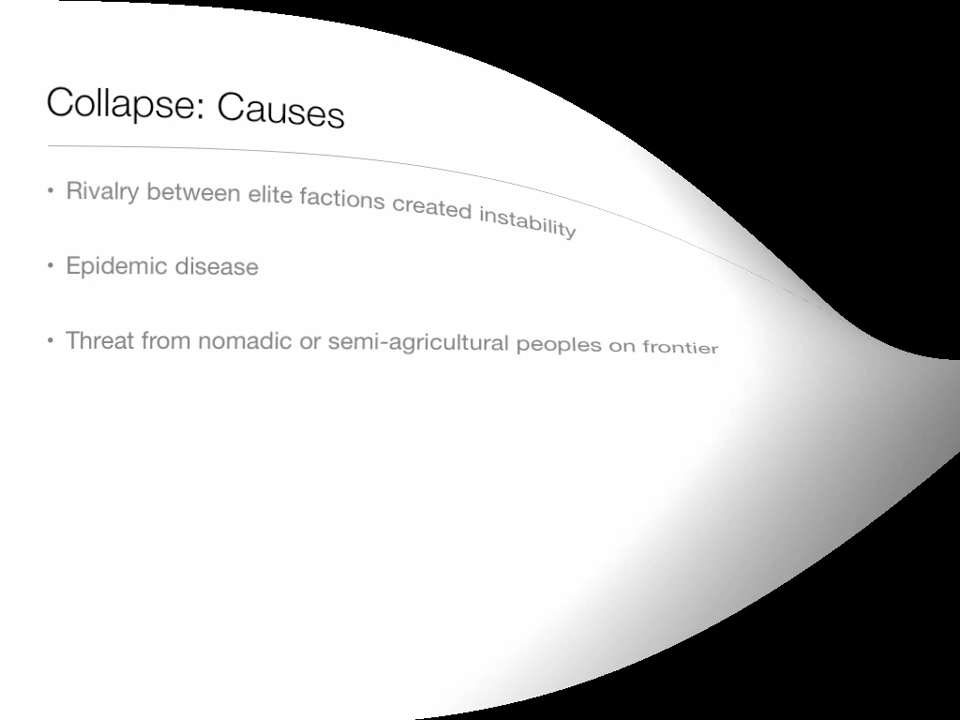 Collapse: Causes
• Rivalry between elite factions created instability
• Epidemic disease
• Threat from nomadic or semi-agricultural peoples on frontier